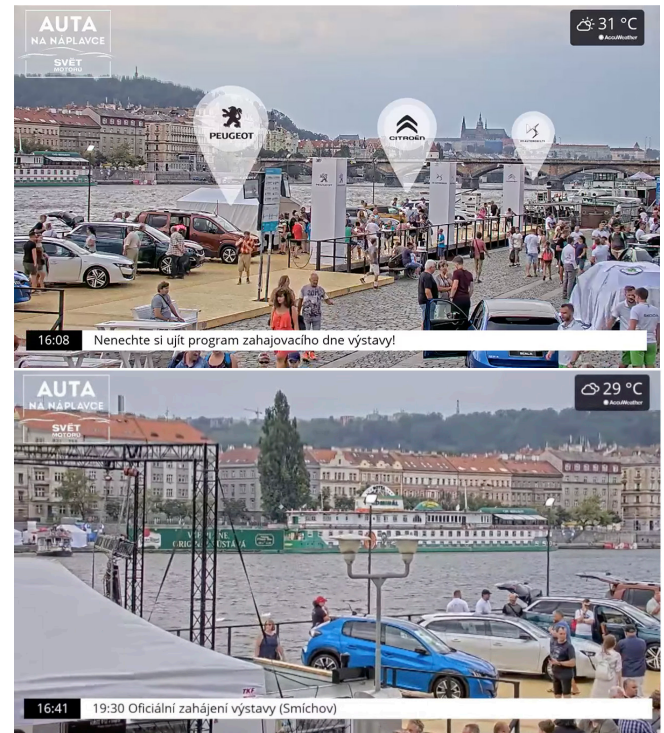 AUTA
NA NÁPLAVCE
SVĚT
MOTORŮ
31 °C
AccuWeather
PEUGEOT
CITROËN
16:08 Nenechte si ujít program zahajovacího dne výstavy!
AUTA
NA NÁPLAVCE
SVĚT
MOTORŮ
29 °C
AccuWeather
16:41 19:30 Oficiální zahájení výstavy (Smíchov)